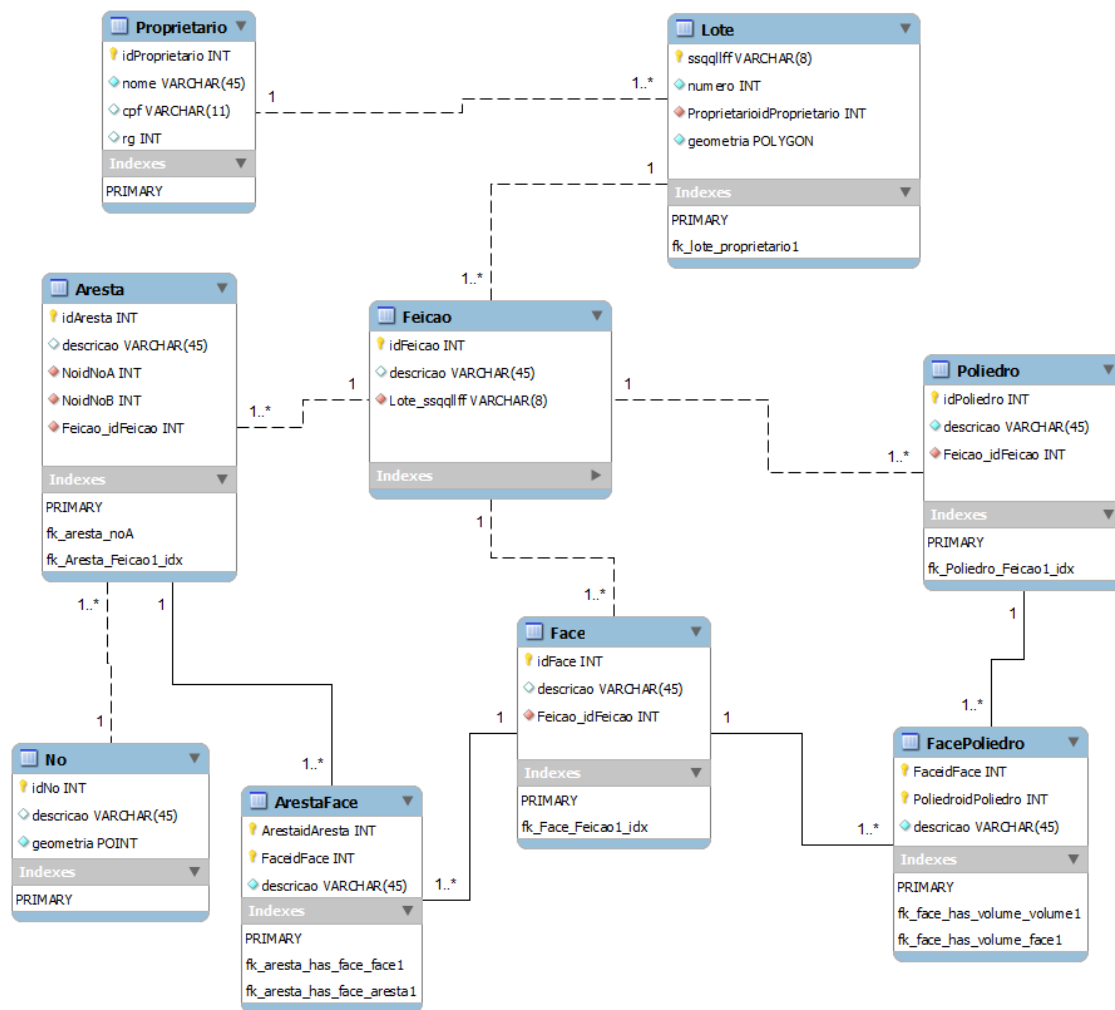 Proprietario
idProprietario INT
nome VARCHAR(45)
cpf VARCHAR(11)
rg INT
Indexes
PRIMARY
1
1..*
Lote
ssqqllff VARCHAR(8)
numero INT
ProprietarioidProprietario INT
geometria POLYGON
Indexes
PRIMARY
fk_lote_proprietario1
1
1..*
Aresta
idAresta INT
descricao VARCHAR(45)
NoidNoA INT
NoidNoB INT
Feicao_idFeicao INT
Indexes
PRIMARY
fk_aresta_noA
fk_Aresta_Feicao1_idx
1..*
1
Feicao
idFeicao INT
descricao VARCHAR(45)
Lote_ssqqllff VARCHAR(8)
Indexes
1
1..*
Poliedro
idPoliedro INT
descricao VARCHAR(45)
Feicao_idFeicao INT
Indexes
PRIMARY
fk_Poliedro_Feicao1_idx
1
1..*
1..*
1
1
1..*
Face
idFace INT
descricao VARCHAR(45)
Feicao_idFeicao INT
Indexes
PRIMARY
fk_Face_Feicao1_idx
1
1
1..*
1..*
No
idNo INT
descricao VARCHAR(45)
geometria POINT
Indexes
PRIMARY
1..*
ArestaFace
ArestaidAresta INT
FaceidFace INT
descricao VARCHAR(45)
Indexes
PRIMARY
fk_aresta_has_face_face1
fk_aresta_has_face_aresta1
1
FacePoliedro
FaceidFace INT
PoliedroidPoliedro INT
descricao VARCHAR(45)
Indexes
PRIMARY
fk_face_has_volume_volume1
fk_face_has_volume_face1
1..*